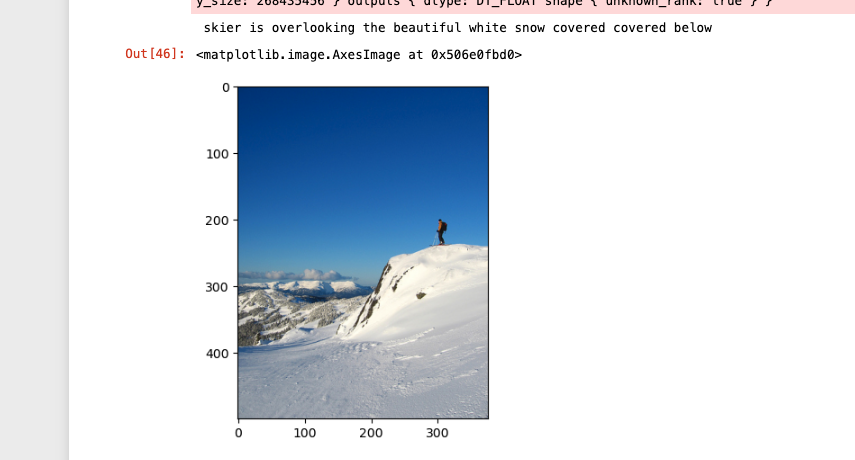 y_size: 268435456 } outputs { dtype: DT_FLOAT shape { unknown_rank: true } }
skier is overlooking the beautiful white snow covered covered below
Out[46]: <matplotlib.image.AxesImage at 0x506e0fbd0>
0
100
200
300
400
0 100 200 300